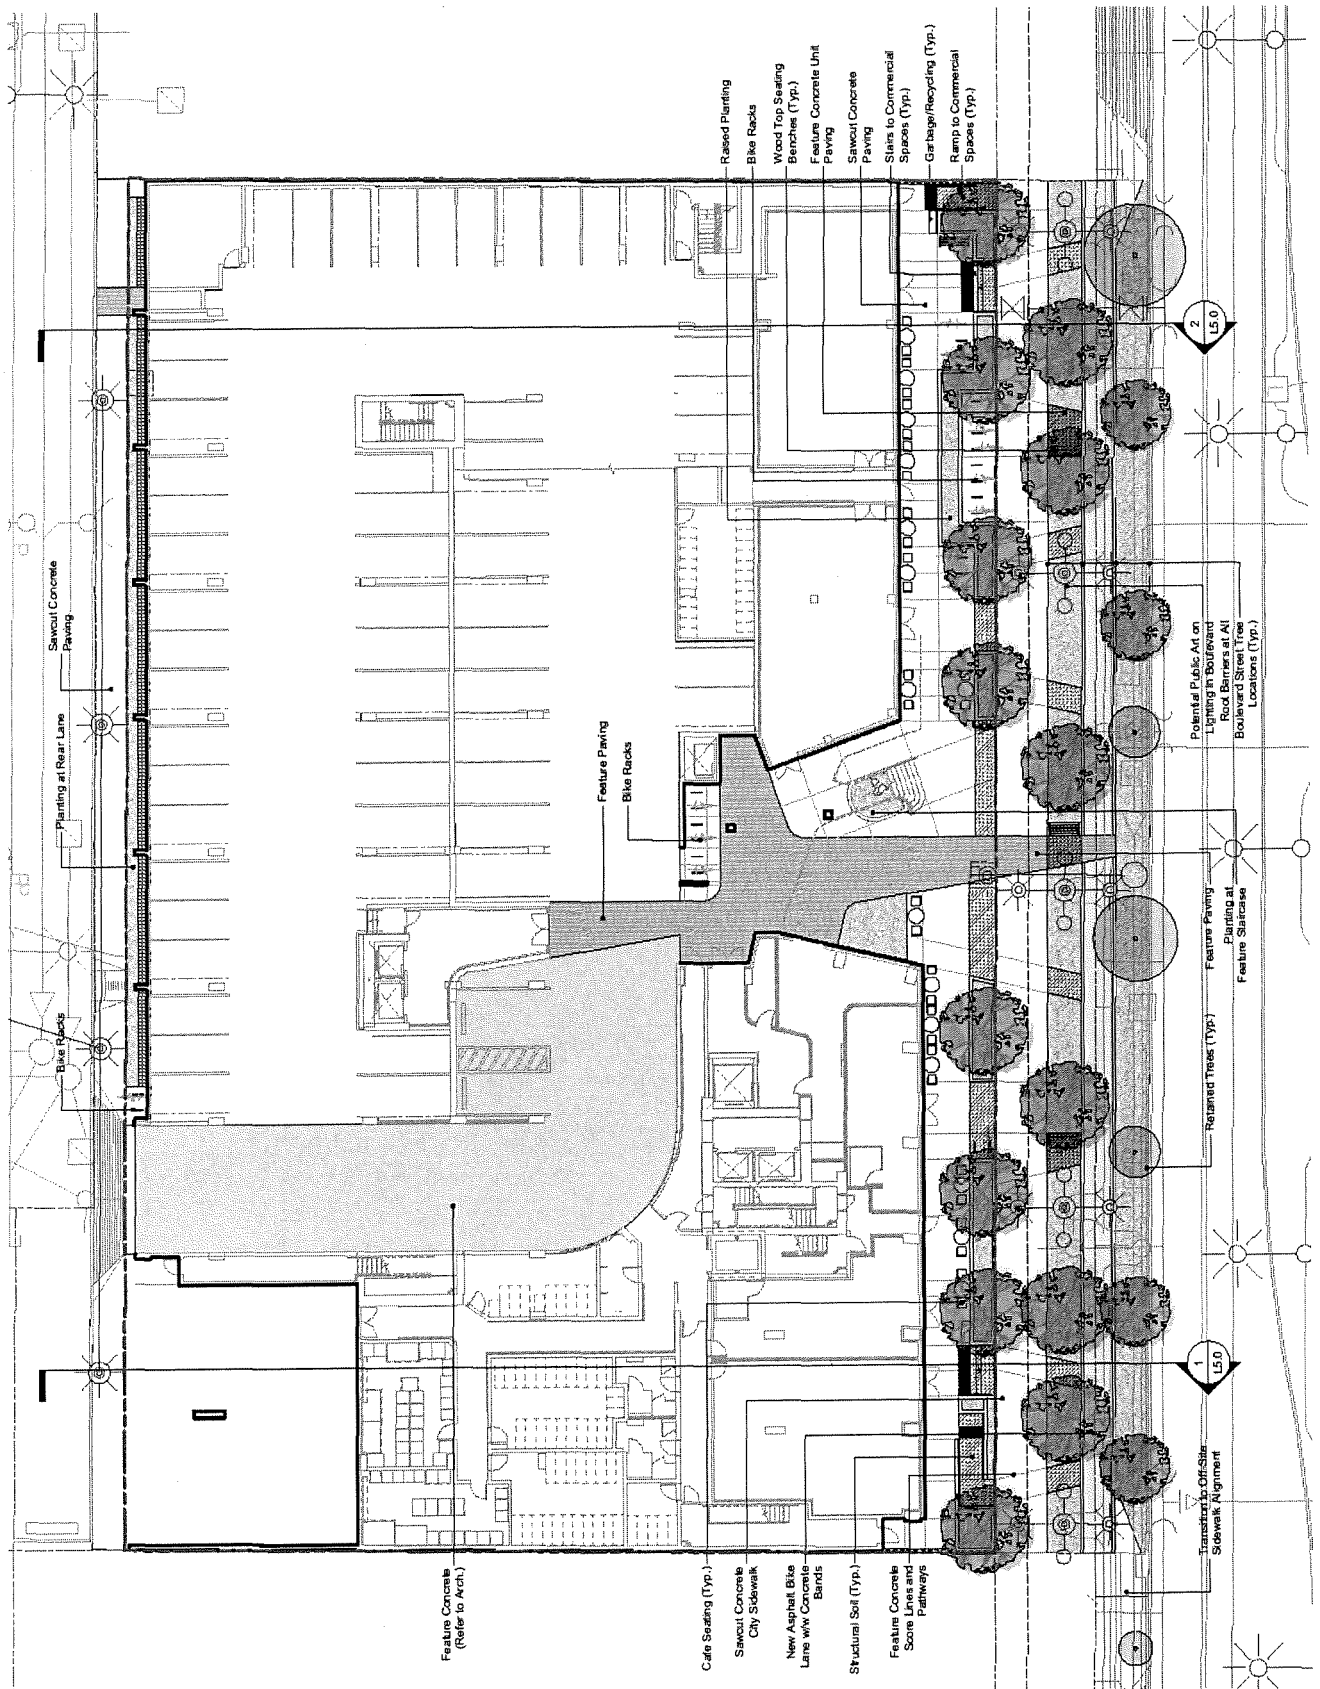 Raised Planting
Bike Racks
Wood Top Seating
Benches (Typ.)
Feature Concrete Unit
Paving
Sawcut Concrete
Paving
Stairs to Commercial
Spaces (Typ.)
Garbage/Recycling (Typ.)
Ramp to Commercial
Spaces (Typ.)
2
L5.0
Sawcut Concrete
Paving
Planting at Rear Lane
Bike Racks
Feature Paving
Bike Racks
Potential Public Art on
Lighting in Boulevard
Root Barriers at All
Boulevard Street Tree
Locations (Typ.)
Feature Paving
Planting at
Feature Staircase
Retained Trees (Typ.)
1
L5.0
Transition to Off-Site
Sidewalk Alignment
Feature Concrete
(Refer to Arch.)
Cafe Seating (Typ.)
Sawcut Concrete
City Sidewalk
New Asphalt Bike
Lane w/w Concrete
Bands
Structural Soil (Typ.)
Feature Concrete
Score Lines and
Pathways